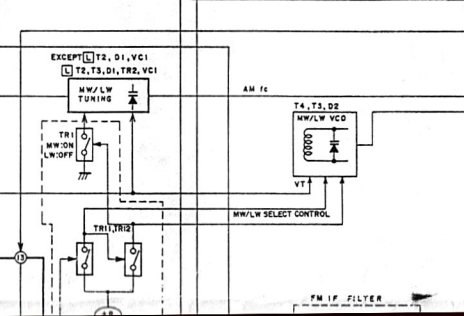 EXCEPT L T2, D1, VC1
L T2, T3, D1, TR2, VC1
MW/LW
TUNING
AM fc
T4, T3, D2
MW/LW VCO
TR1
MW:ON
LW:OFF
VT
MW/LW SELECT CONTROL
TR11, TR12
13
+B
FM IF FILTER